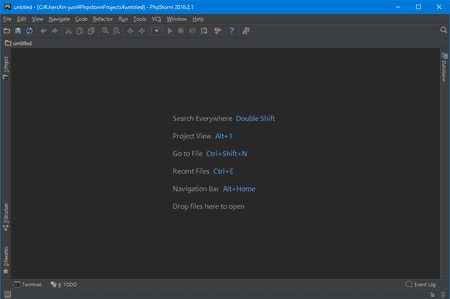 untitled - [C:\Users\in-juss\PhpstormProjects\untitled] - PhpStorm 2016.2.1
File Edit View Navigate Code Refactor Run Tools VCS Window Help
untitled
1: Project
Database
Search Everywhere Double Shift
Project View Alt+1
Go to File Ctrl+Shift+N
Recent Files Ctrl+E
Navigation Bar Alt+Home
Drop files here to open
Structure
Favorites
Terminal 6: TODO Event Log